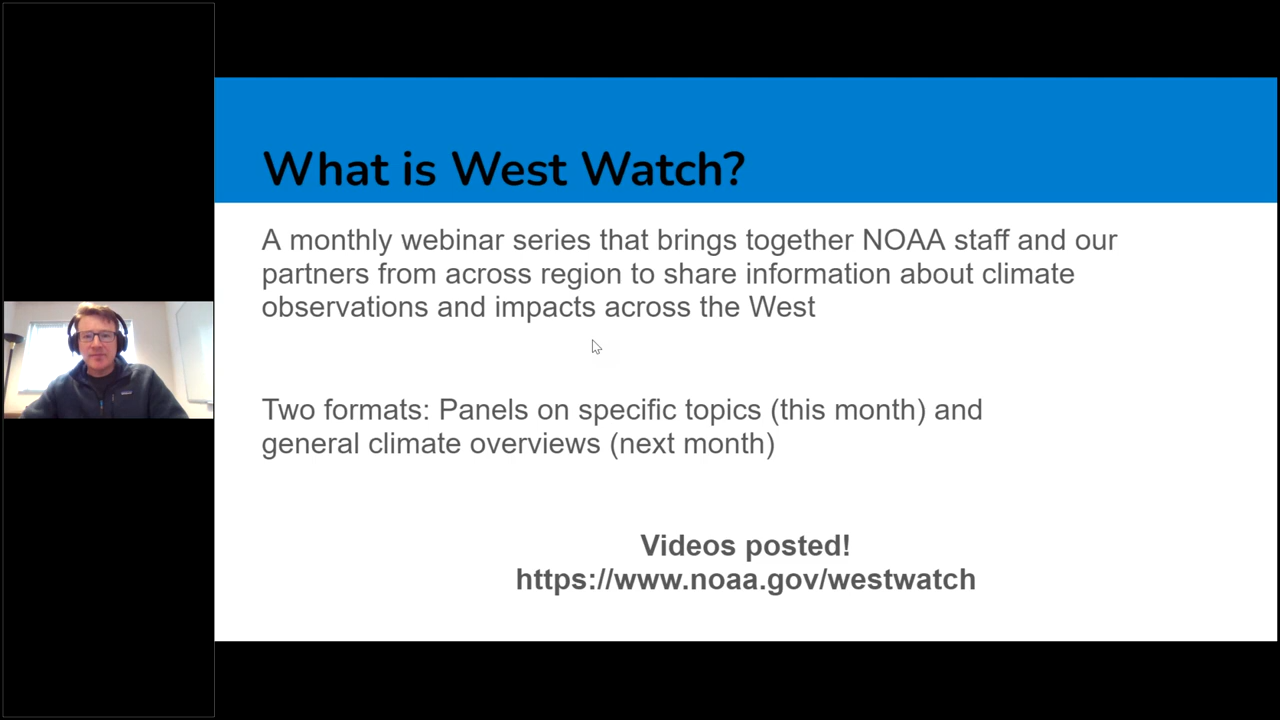 What is West Watch?
A monthly webinar series that brings together NOAA staff and our
partners from across region to share information about climate
observations and impacts across the West
Two formats: Panels on specific topics (this month) and
general climate overviews (next month)
Videos posted!
https://www.noaa.gov/westwatch